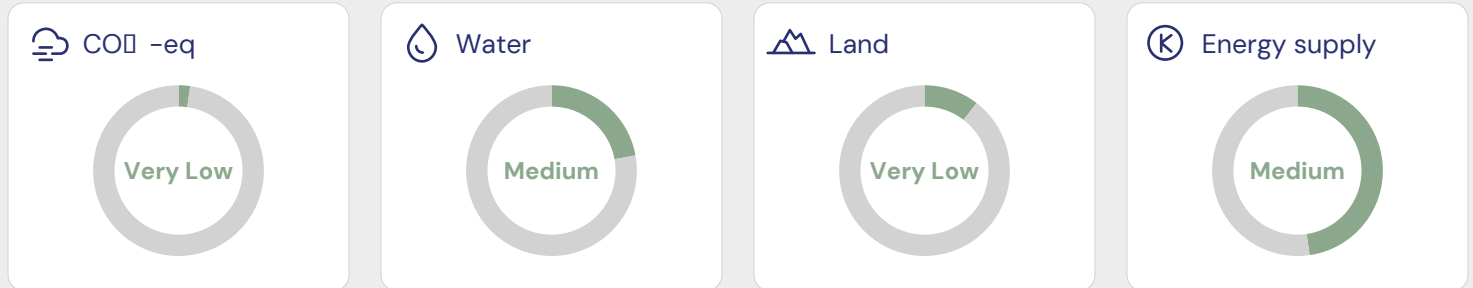 CO▯ -eq
Water
Land
Energy supply
Very Low
Medium
Very Low
Medium